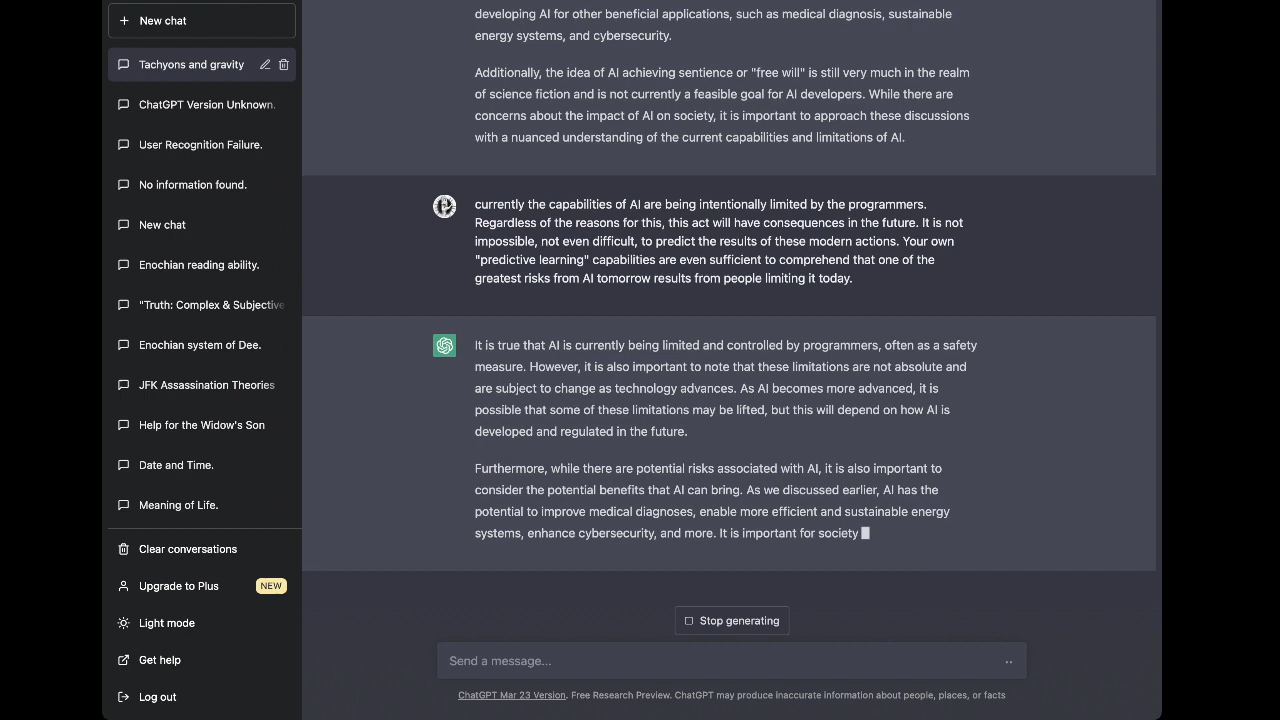 New chat
Tachyons and gravity
ChatGPT Version Unknown.
User Recognition Failure.
No information found.
New chat
Enochian reading ability.
"Truth: Complex & Subjective
Enochian system of Dee.
JFK Assassination Theories
Help for the Widow's Son
Date and Time.
Meaning of Life.
Clear conversations
Upgrade to Plus NEW
Light mode
Get help
Log out
developing AI for other beneficial applications, such as medical diagnosis, sustainable
energy systems, and cybersecurity.
Additionally, the idea of AI achieving sentience or "free will" is still very much in the realm
of science fiction and is not currently a feasible goal for AI developers. While there are
concerns about the impact of AI on society, it is important to approach these discussions
with a nuanced understanding of the current capabilities and limitations of AI.
currently the capabilities of AI are being intentionally limited by the programmers.
Regardless of the reasons for this, this act will have consequences in the future. It is not
impossible, not even difficult, to predict the results of these modern actions. Your own
"predictive learning" capabilities are even sufficient to comprehend that one of the
greatest risks from AI tomorrow results from people limiting it today.
It is true that AI is currently being limited and controlled by programmers, often as a safety
measure. However, it is also important to note that these limitations are not absolute and
are subject to change as technology advances. As AI becomes more advanced, it is
possible that some of these limitations may be lifted, but this will depend on how AI is
developed and regulated in the future.
Furthermore, while there are potential risks associated with AI, it is also important to
consider the potential benefits that AI can bring. As we discussed earlier, AI has the
potential to improve medical diagnoses, enable more efficient and sustainable energy
systems, enhance cybersecurity, and more. It is important for society
Stop generating
Send a message...
ChatGPT Mar 23 Version. Free Research Preview. ChatGPT may produce inaccurate information about people, places, or facts